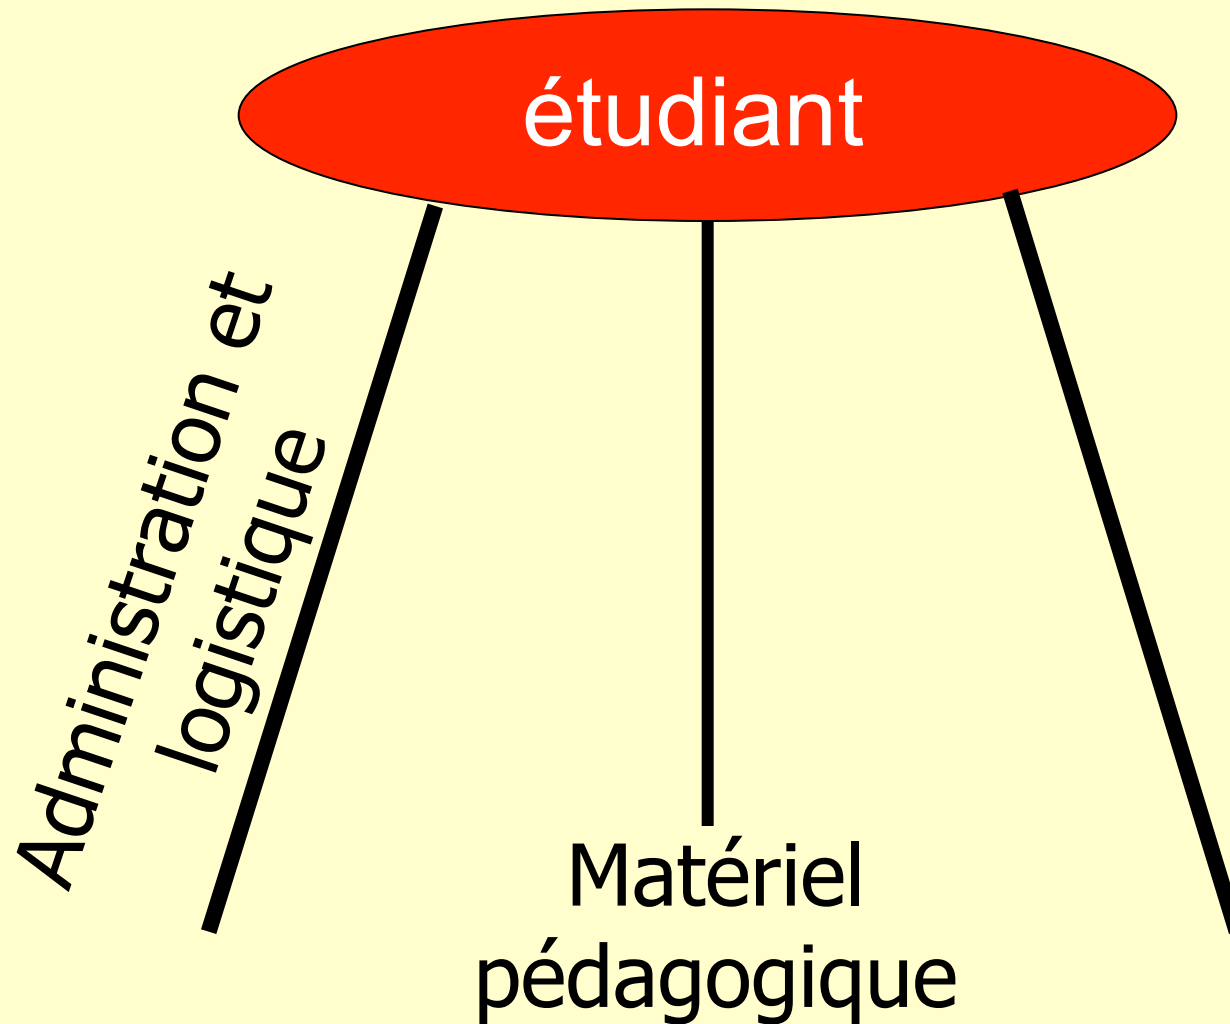 étudiant
Administration et
logistique
Matériel
pédagogique